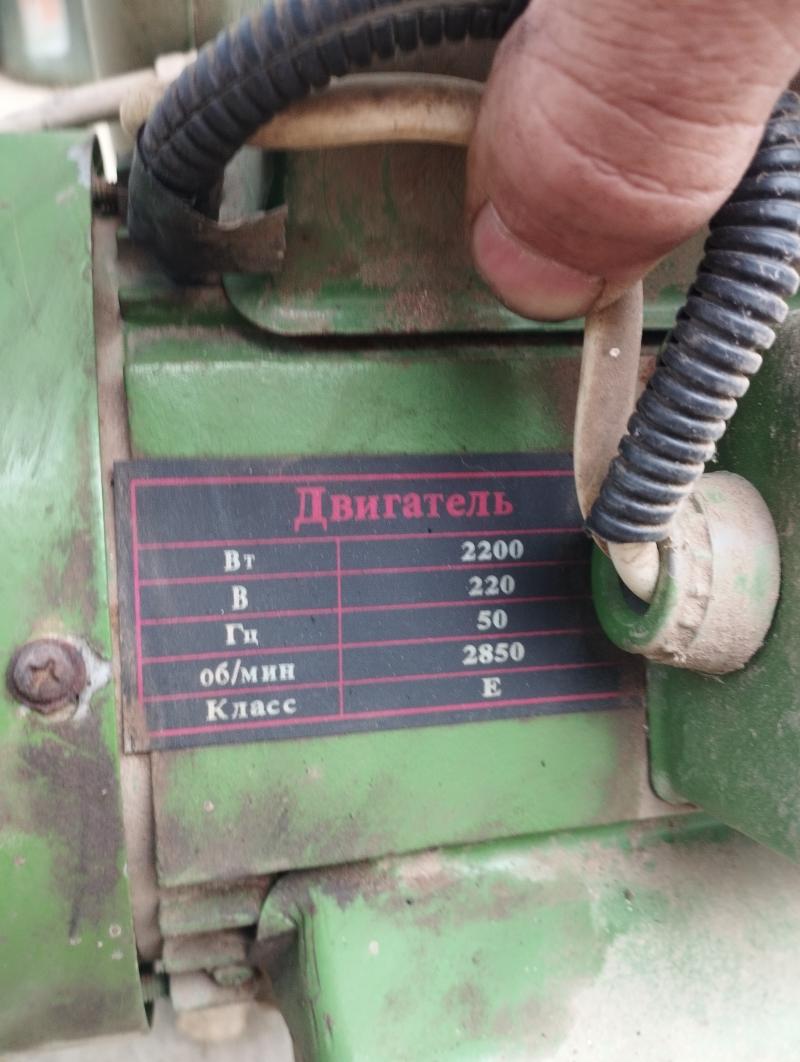 Двигатель
Вт 2200
В 220
Гц 50
об/мин 2850
Класс Е